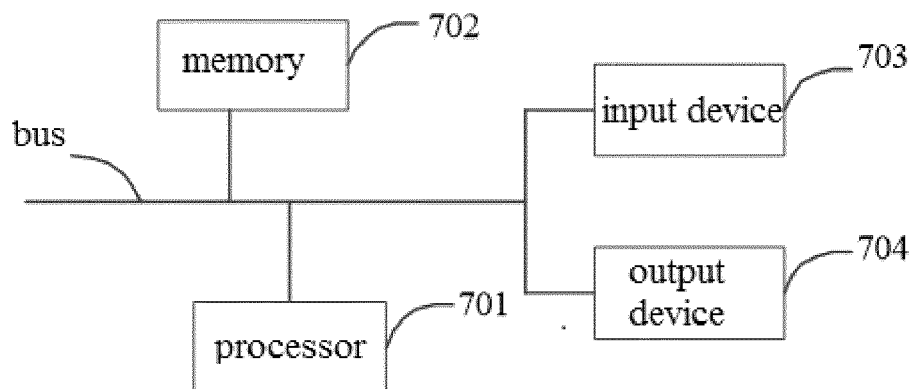 memory
702
input device
703
bus
output
device
704
processor
701